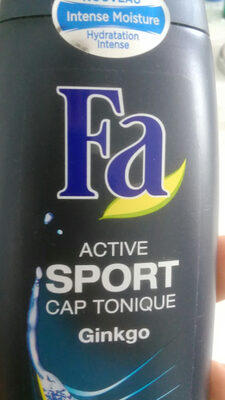 NOUVEAU
Intense Moisture
Hydratation
Intense
Fa
ACTIVE
SPORT
CAP TONIQUE
Ginkgo